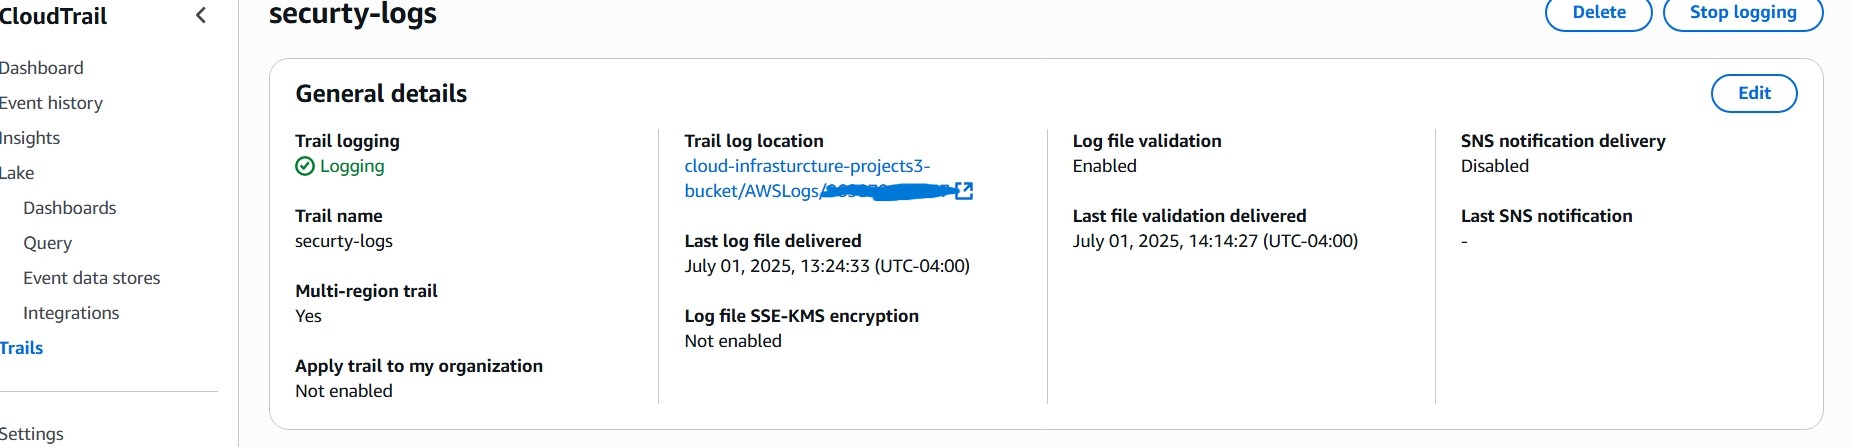 CloudTrail
Dashboard
Event history
Insights
Lake
Dashboards
Query
Event data stores
Integrations
Trails
Settings
securty-logs
Delete
Stop logging
General details
Edit
Trail logging
Logging
Trail name
securty-logs
Multi-region trail
Yes
Apply trail to my organization
Not enabled
Trail log location
cloud-infrasturcture-projects3-
bucket/AWSLogs/
Last log file delivered
July 01, 2025, 13:24:33 (UTC-04:00)
Log file SSE-KMS encryption
Not enabled
Log file validation
Enabled
Last file validation delivered
July 01, 2025, 14:14:27 (UTC-04:00)
SNS notification delivery
Disabled
Last SNS notification
-